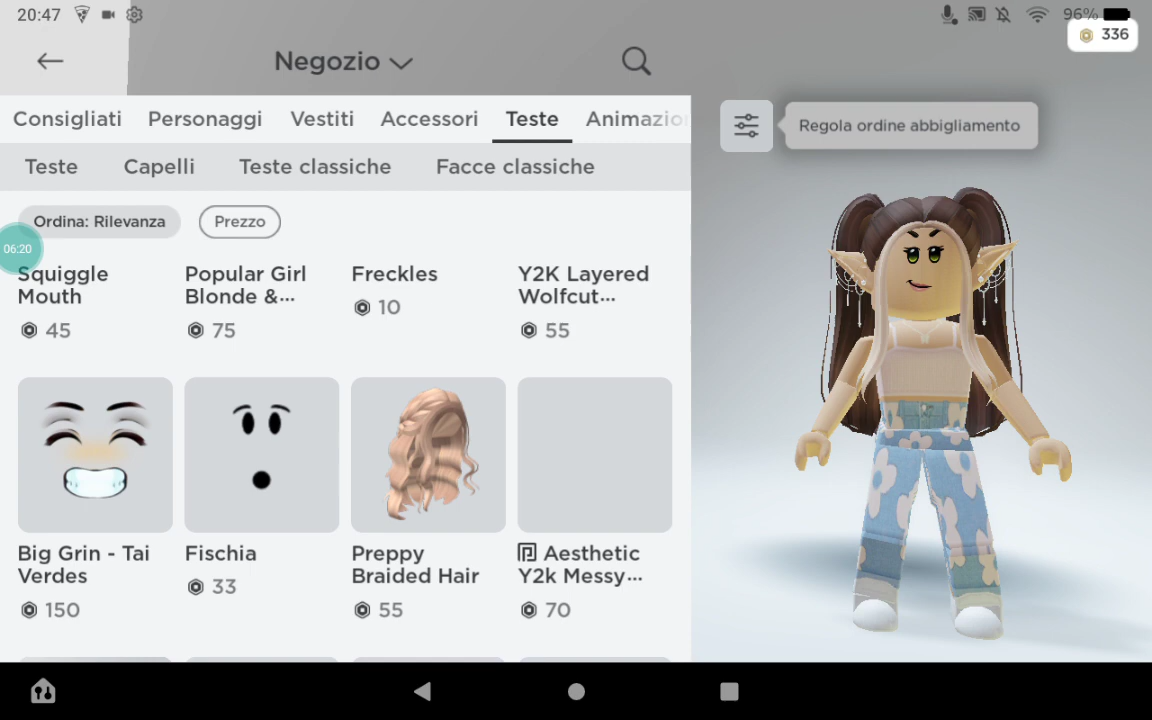 20:47
96%
336
Negozio
Consigliati Personaggi Vestiti Accessori Teste Animazio
Regola ordine abbigliamento
Teste Capelli Teste classiche Facce classiche
Ordina: Rilevanza Prezzo
06:20
Squiggle
Mouth
45
Popular Girl
Blonde &...
75
Freckles
10
Y2K Layered
Wolfcut...
55
Big Grin - Tai
Verdes
150
Fischia
33
Preppy
Braided Hair
55
Aesthetic
Y2k Messy...
70